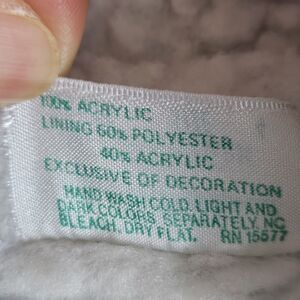 100% ACRYLIC
LINING 60% POLYESTER
40% ACRYLIC
EXCLUSIVE OF DECORATION
HAND WASH COLD, LIGHT AND
DARK COLORS SEPARATELY, NO
BLEACH, DRY FLAT. RN 15577